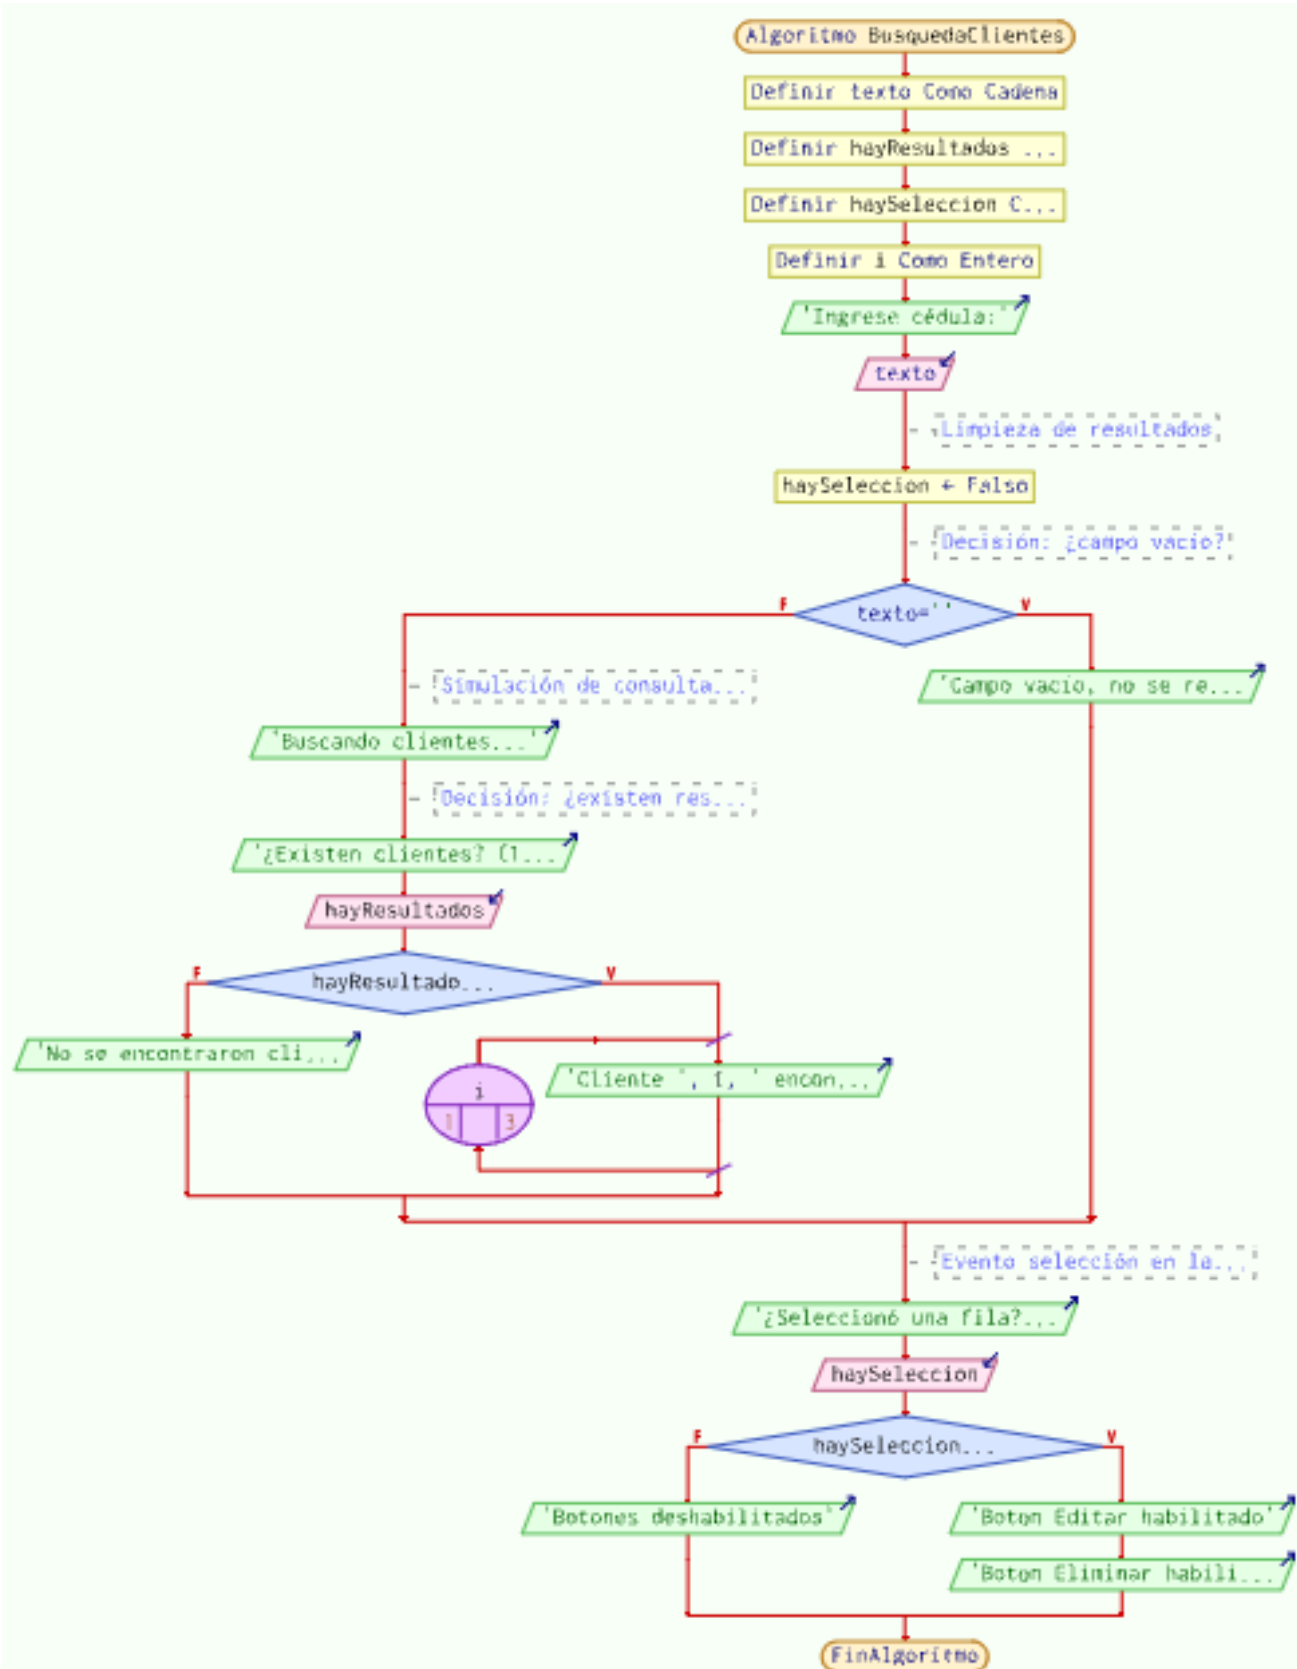 Algoritmo BusquedaClientes
Definir texto Como Cadena
Definir hayResultados ...
Definir haySeleccion C...
Definir i Como Entero
'Ingrese cédula:'
texto
Limpieza de resultados
haySeleccion ← Falso
Decisión: ¿campo vacio?
F
texto=''
V
Simulación de consulta...
'Campo vacio, no se re...
'Buscando clientes...'
Decisión: ¿existen res...
'¿Existen clientes? (1...
hayResultados
F
hayResultado...
V
'No se encontraron cli...
i
1
3
'Cliente ', i, ' encon...
Evento selección en la...
'¿Seleccionó una fila?...
haySeleccion
F
haySeleccion...
V
'Botones deshabilitados'
'Boton Editar habilitado'
'Boton Eliminar habili...
FinAlgoritmo